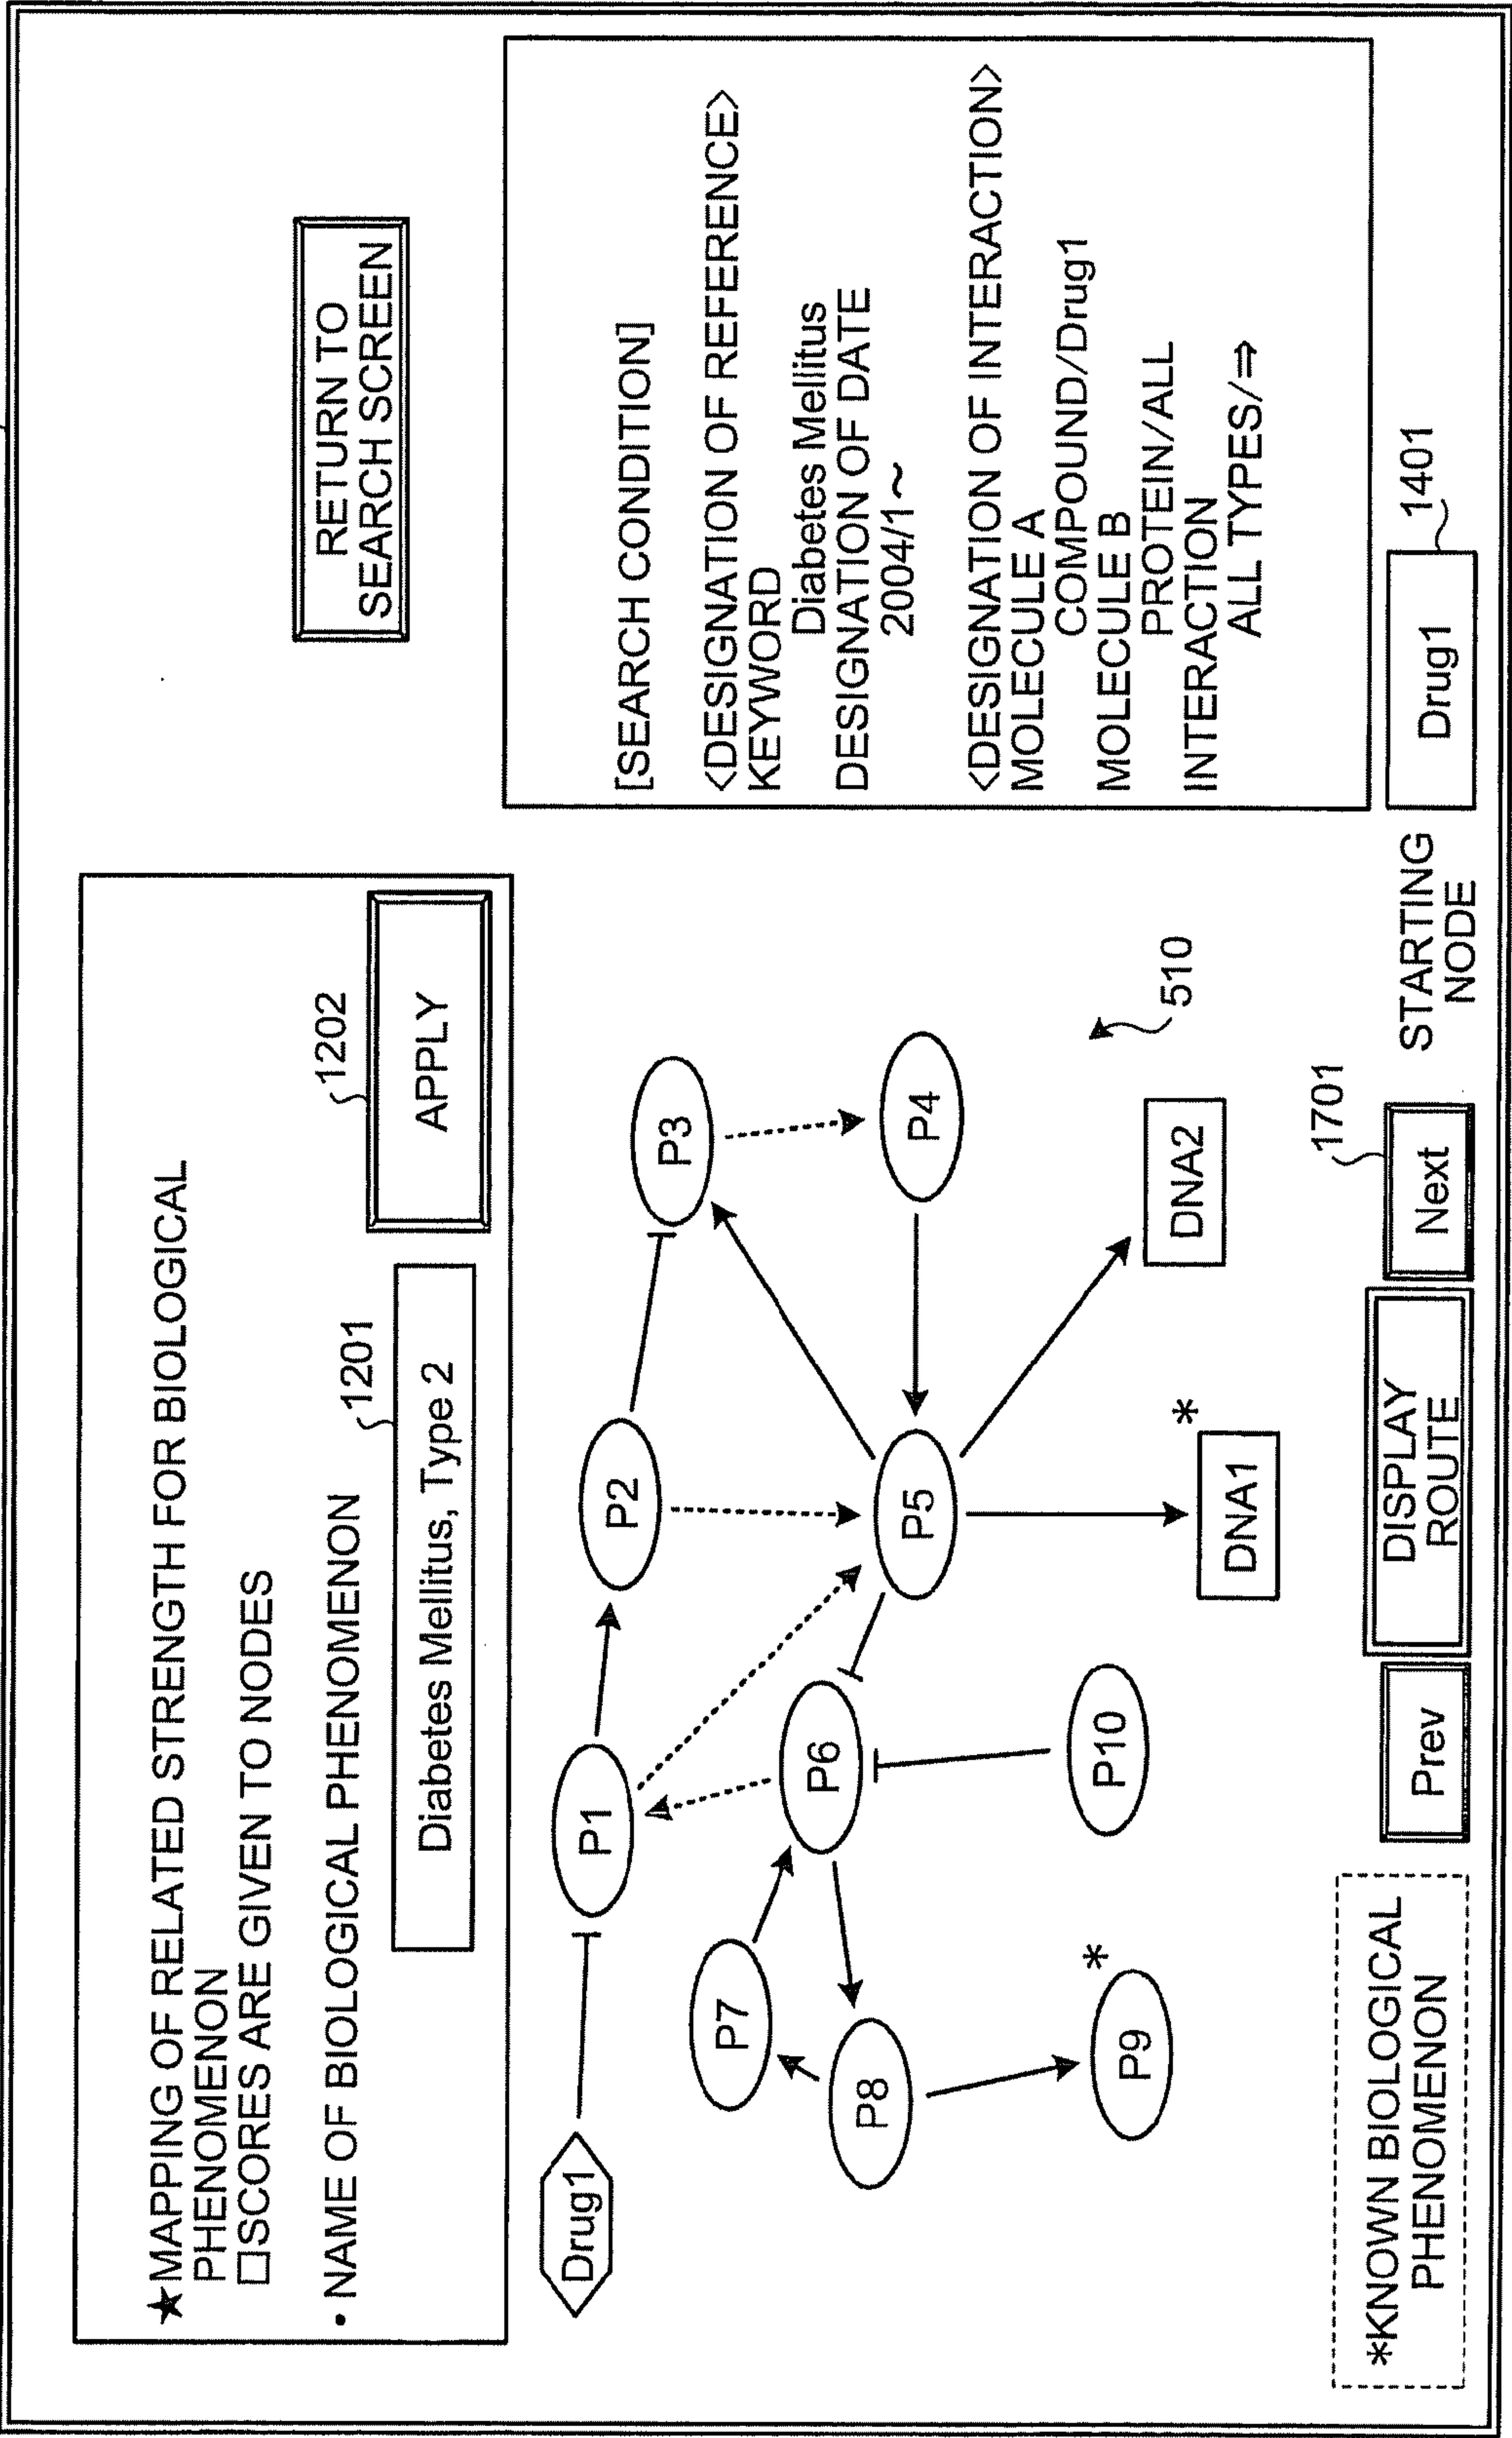 ★MAPPING OF RELATED STRENGTH FOR BIOLOGICAL
PHENOMENON
□SCORES ARE GIVEN TO NODES
• NAME OF BIOLOGICAL PHENOMENON
1201
1202
Diabetes Mellitus, Type 2
APPLY
RETURN TO
SEARCH SCREEN
[SEARCH CONDITION]
<DESIGNATION OF REFERENCE>
KEYWORD
Diabetes Mellitus
DESIGNATION OF DATE
2004/1~
<DESIGNATION OF INTERACTION>
MOLECULE A
COMPOUND/Drug1
MOLECULE B
PROTEIN/ALL
INTERACTION
ALL TYPES/⇒
Drug1
P1
P2
P3
P7
P6
P8
P5
P4
P9
*
P10
DNA1
*
DNA2
510
*KNOWN BIOLOGICAL
PHENOMENON
Prev
DISPLAY
ROUTE
Next
1701
STARTING
NODE
Drug1
1401